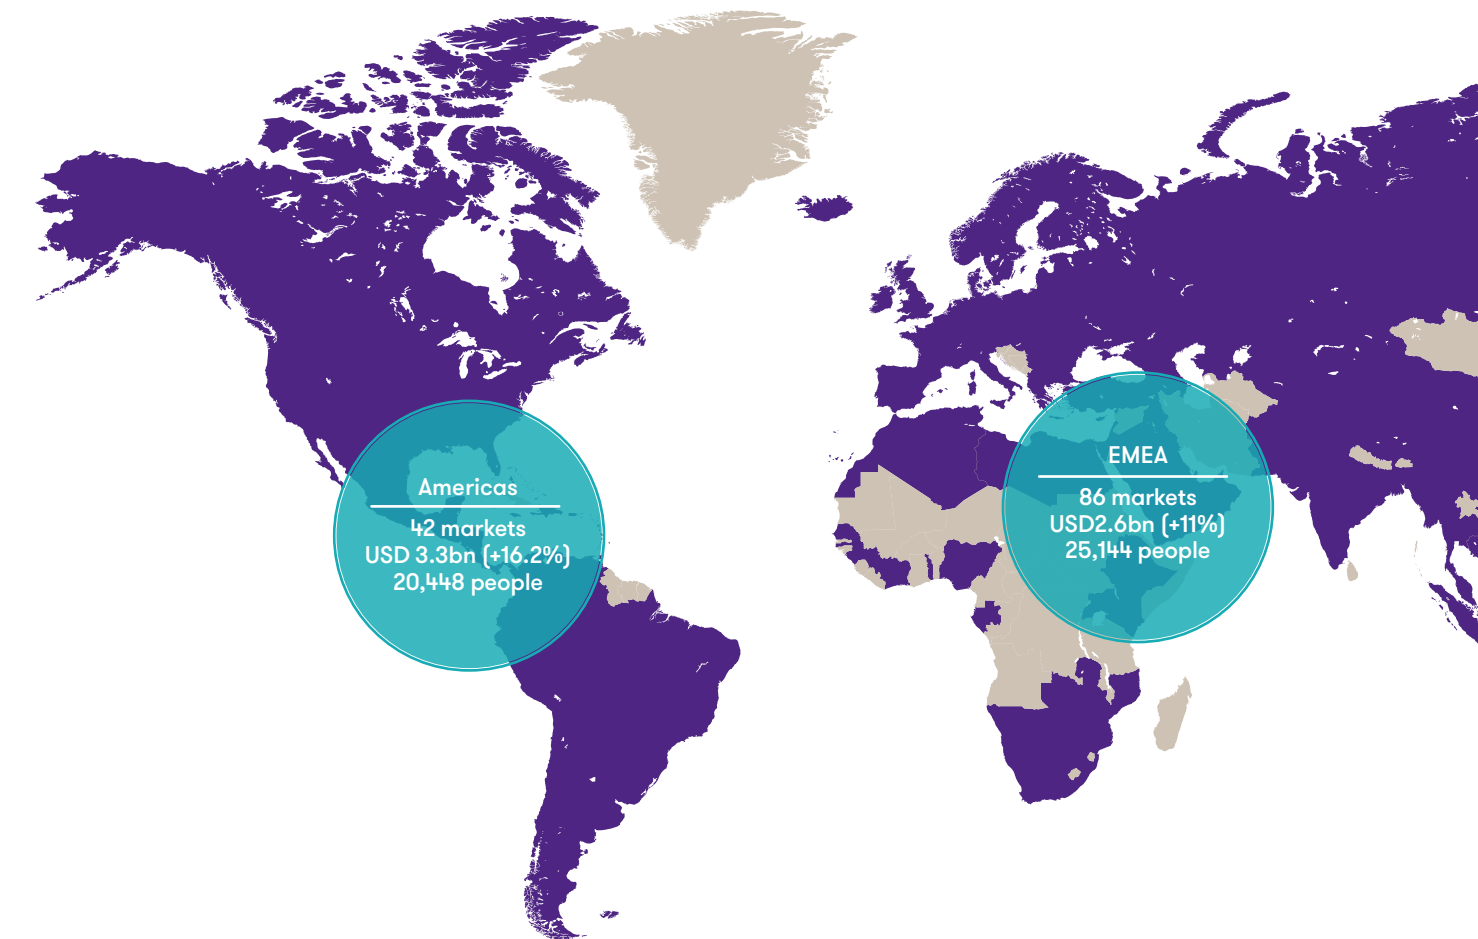 Americas
42 markets
USD 3.3bn (+16.2%)
20,448 people
EMEA
86 markets
USD2.6bn (+11%)
25,144 people